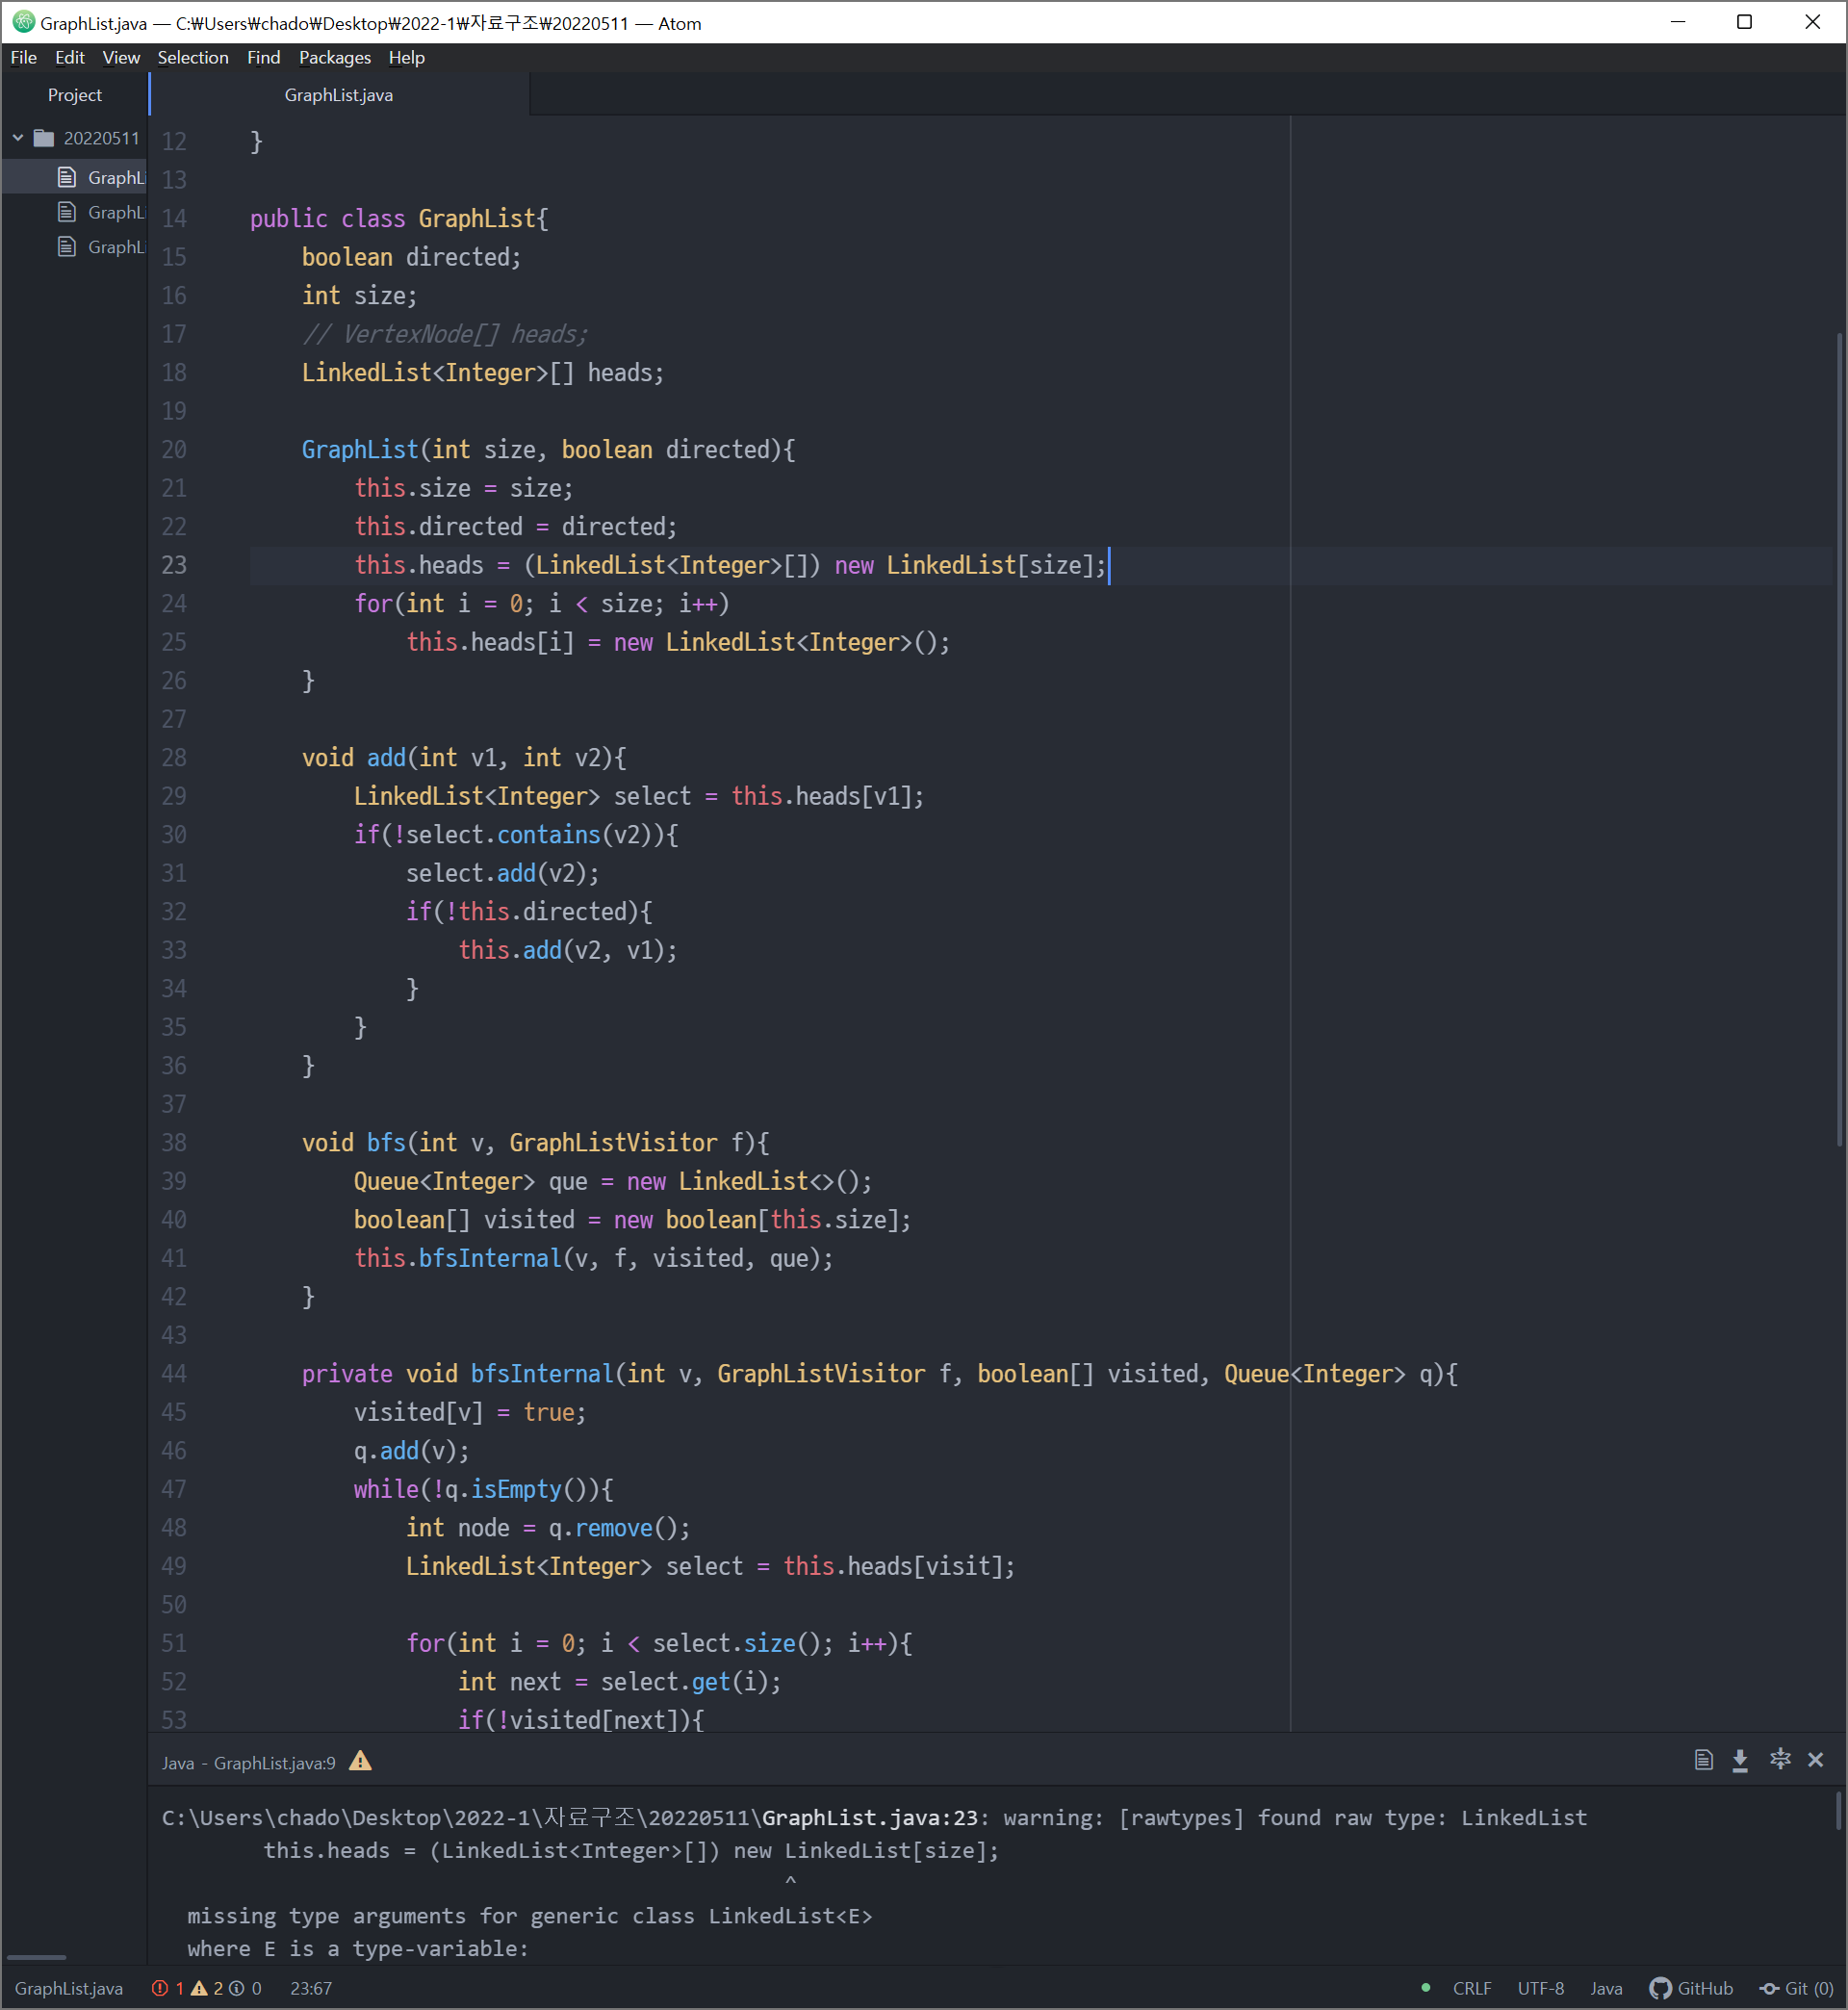 GraphList.java — C:₩Users₩chado₩Desktop₩2022-1₩자료구조₩20220511 — Atom
File Edit View Selection Find Packages Help
Project
GraphList.java
20220511
GraphLi
GraphLi
GraphLi
12 }
13
14 public class GraphList{
15 boolean directed;
16 int size;
17 // VertexNode[] heads;
18 LinkedList<Integer>[] heads;
19
20 GraphList(int size, boolean directed){
21 this.size = size;
22 this.directed = directed;
23 this.heads = (LinkedList<Integer>[]) new LinkedList[size];
24 for(int i = 0; i < size; i++)
25 this.heads[i] = new LinkedList<Integer>();
26 }
27
28 void add(int v1, int v2){
29 LinkedList<Integer> select = this.heads[v1];
30 if(!select.contains(v2)){
31 select.add(v2);
32 if(!this.directed){
33 this.add(v2, v1);
34 }
35 }
36 }
37
38 void bfs(int v, GraphListVisitor f){
39 Queue<Integer> que = new LinkedList<>();
40 boolean[] visited = new boolean[this.size];
41 this.bfsInternal(v, f, visited, que);
42 }
43
44 private void bfsInternal(int v, GraphListVisitor f, boolean[] visited, Queue<Integer> q){
45 visited[v] = true;
46 q.add(v);
47 while(!q.isEmpty()){
48 int node = q.remove();
49 LinkedList<Integer> select = this.heads[visit];
50
51 for(int i = 0; i < select.size(); i++){
52 int next = select.get(i);
53 if(!visited[next]){
Java - GraphList.java:9
C:\Users\chado\Desktop\2022-1\자료구조\20220511\GraphList.java:23: warning: [rawtypes] found raw type: LinkedList
this.heads = (LinkedList<Integer>[]) new LinkedList[size];
^
missing type arguments for generic class LinkedList<E>
where E is a type-variable:
GraphList.java 1 2 0 23:67 CRLF UTF-8 Java GitHub Git (0)